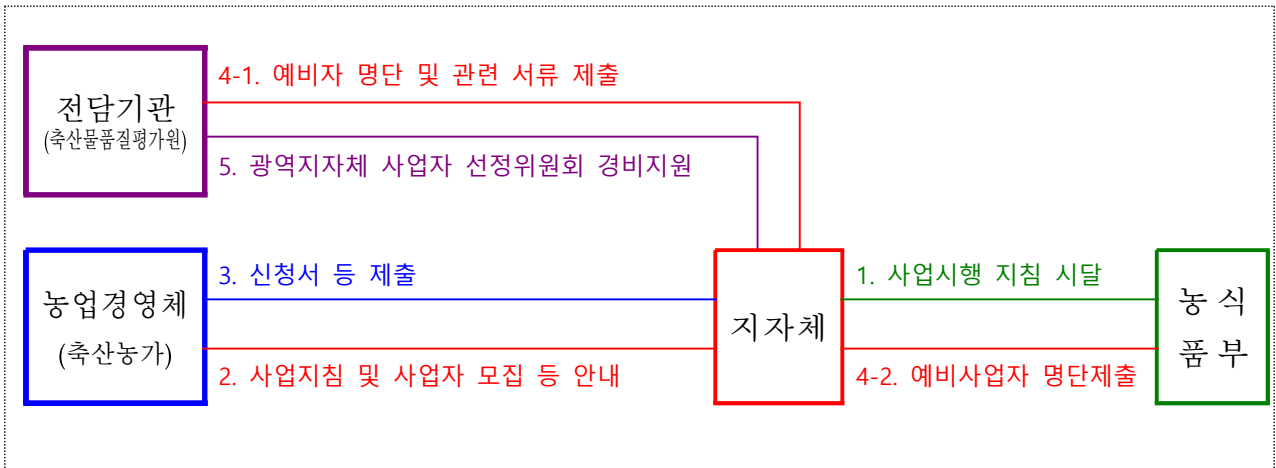 4-1. 예비자 명단 및 관련 서류 제출
전담기관
(축산물품질평가원)
5. 광역지자체 사업자 선정위원회 경비지원
3. 신청서 등 제출
1. 사업시행 지침 시달
농업경영체
(축산농가)
지자체
농식
품부
2. 사업지침 및 사업자 모집 등 안내
4-2. 예비사업자 명단제출